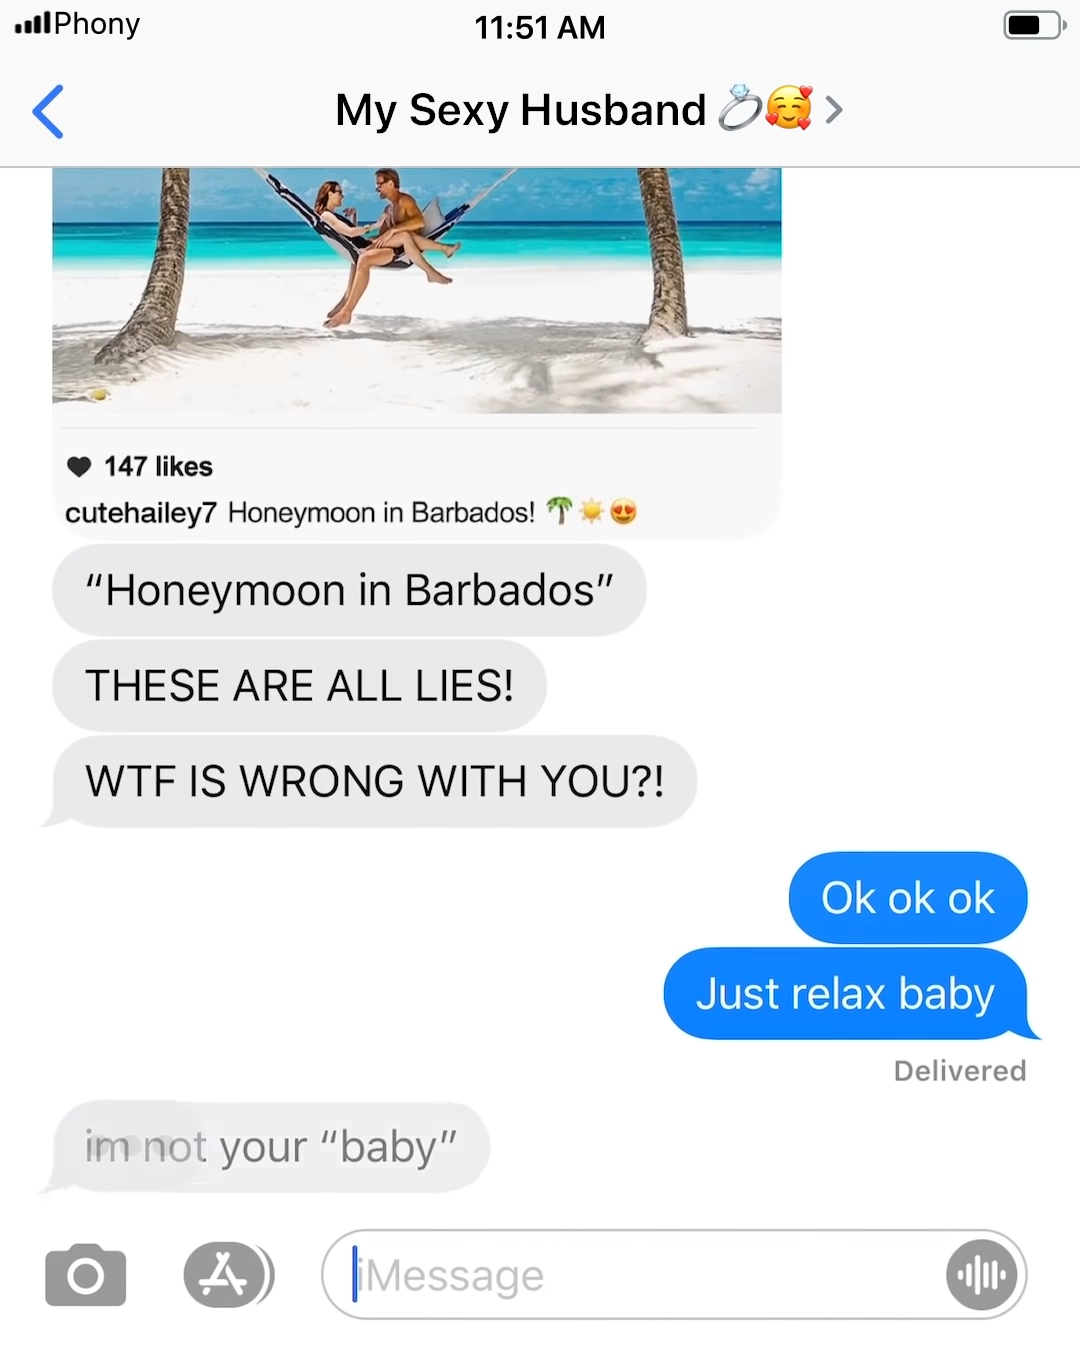 Phony
11:51 AM
My Sexy Husband 💍🥰
147 likes
cutehailey7 Honeymoon in Barbados! 🌴☀️😍
“Honeymoon in Barbados”
THESE ARE ALL LIES!
WTF IS WRONG WITH YOU?!
Ok ok ok
Just relax baby
Delivered
im not your “baby”
iMessage